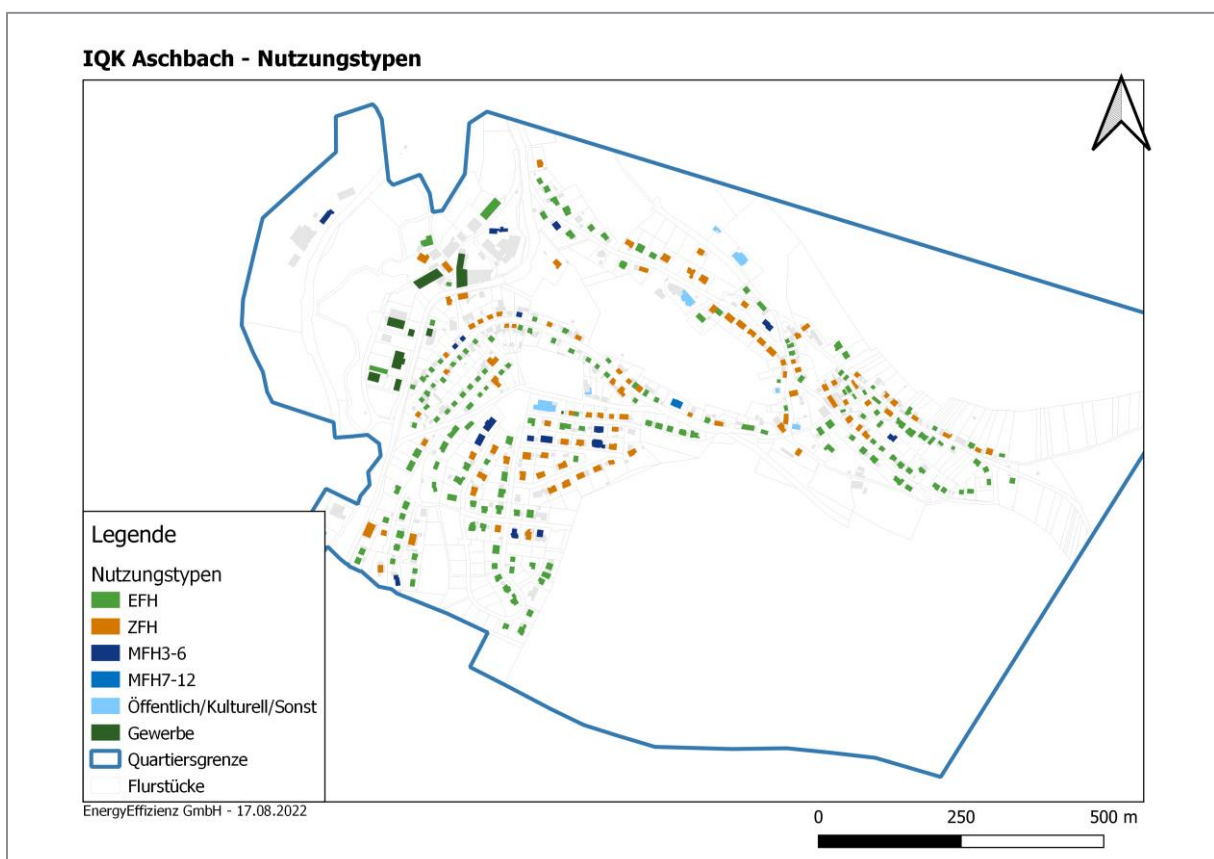 IQK Aschbach - Nutzungstypen
Legende
Nutzungstypen
EFH
ZFH
MFH3-6
MFH7-12
Öffentlich/Kulturell/Sonst
Gewerbe
Quartiersgrenze
Flurstücke
EnergyEffizienz GmbH - 17.08.2022
0 250 500 m